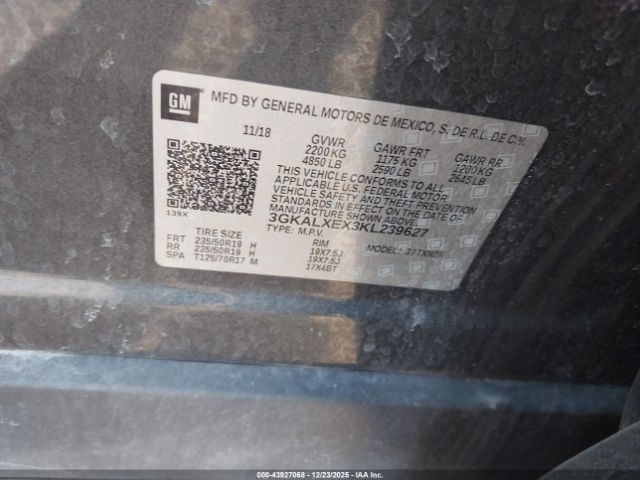 GM
MFD BY GENERAL MOTORS DE MEXICO, S. DE R.L. DE C.V.
11/18 GVWR GAWR FRT GAWR RR
2200 KG 1175 KG 1200 KG
4850 LB 2590 LB 2645 LB
THIS VEHICLE CONFORMS TO ALL
APPLICABLE U.S. FEDERAL MOTOR
VEHICLE SAFETY AND THEFT PREVENTION
STANDARDS IN EFFECT ON THE DATE OF
MANUFACTURE SHOWN ABOVE.
139X
3GKALXEX3KL239627
TYPE: M.P.V. MODEL:
TIRE SIZE RIM
FRT 235/50R19 H 19X7.5J
RR 235/50R19 H 19X7.5J
SPA T125/70R17 M 17X4BT
000-43927068 - 12/23/2025 - IAA Inc.